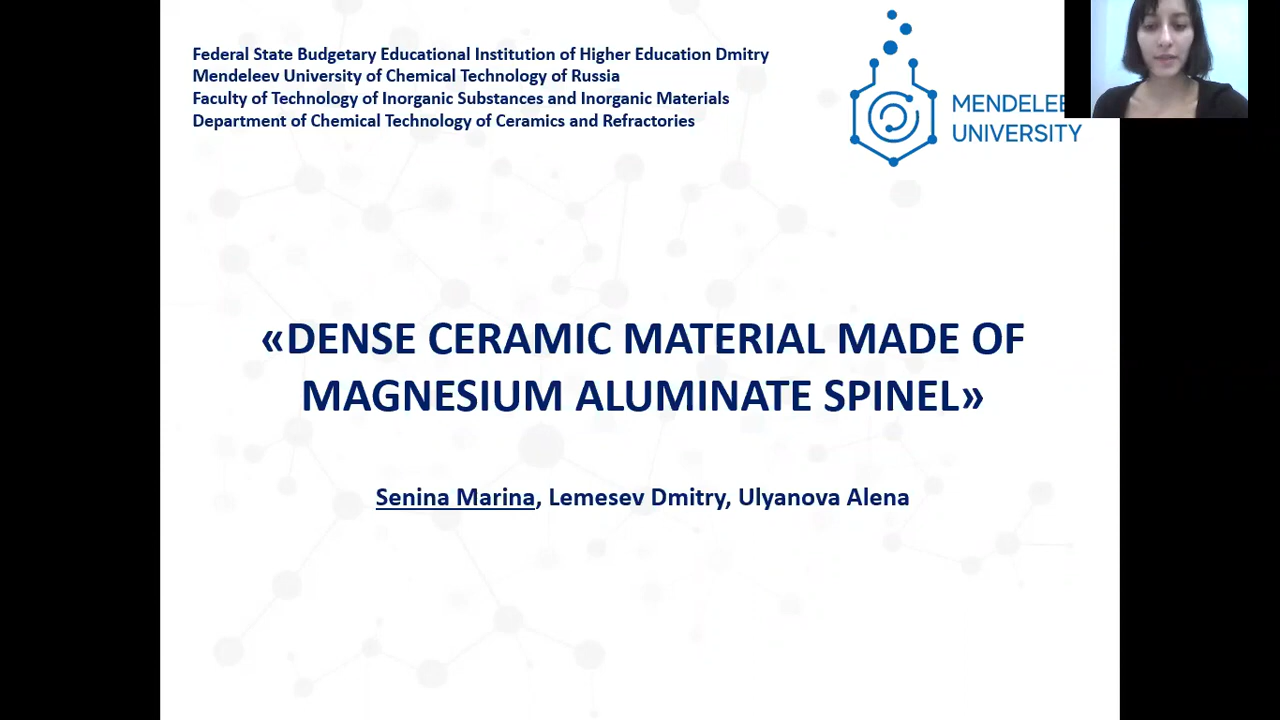 Federal State Budgetary Educational Institution of Higher Education Dmitry
Mendeleev University of Chemical Technology of Russia
Faculty of Technology of Inorganic Substances and Inorganic Materials
Department of Chemical Technology of Ceramics and Refractories
MENDELEE
UNIVERSITY
«DENSE CERAMIC MATERIAL MADE OF
MAGNESIUM ALUMINATE SPINEL»
Senina Marina, Lemesev Dmitry, Ulyanova Alena